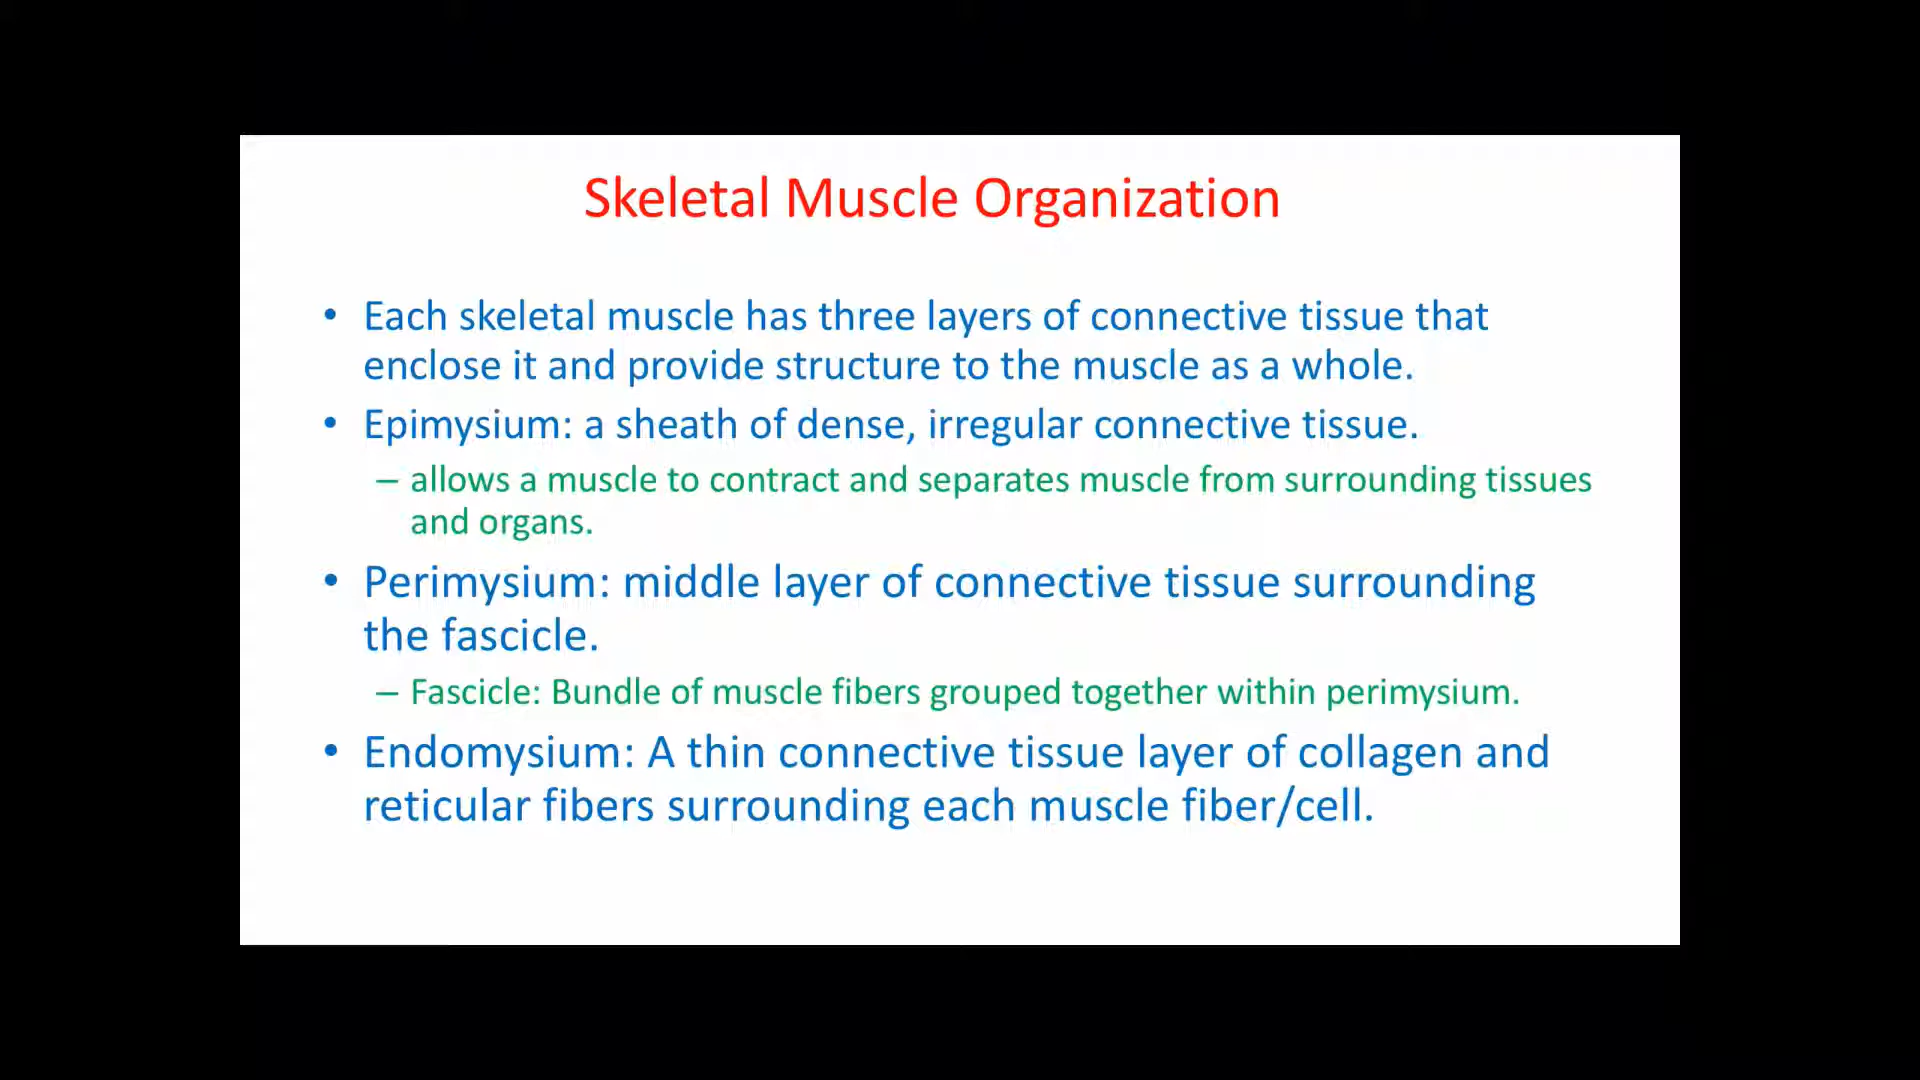 Skeletal Muscle Organization
• Each skeletal muscle has three layers of connective tissue that
enclose it and provide structure to the muscle as a whole.
• Epimysium: a sheath of dense, irregular connective tissue.
– allows a muscle to contract and separates muscle from surrounding tissues
and organs.
• Perimysium: middle layer of connective tissue surrounding
the fascicle.
– Fascicle: Bundle of muscle fibers grouped together within perimysium.
• Endomysium: A thin connective tissue layer of collagen and
reticular fibers surrounding each muscle fiber/cell.